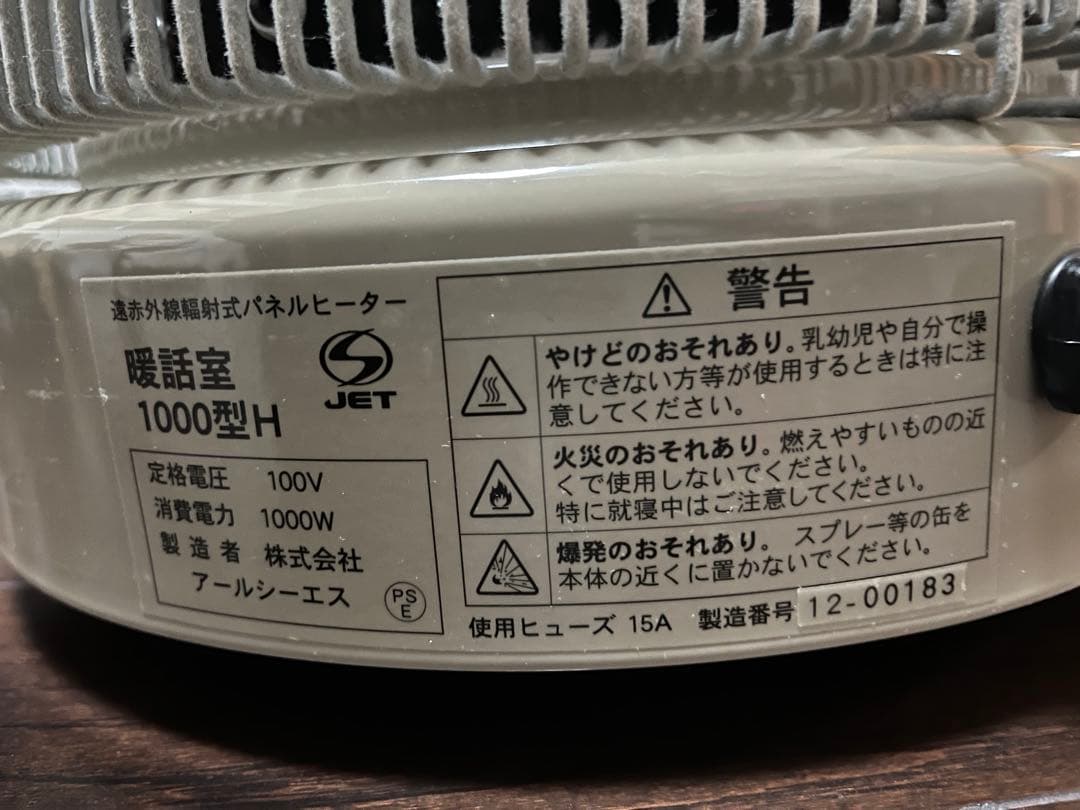 遠赤外線輻射式パネルヒーター
暖話室
1000型H
JET
定格電圧 100V
消費電力 1000W
製造者 株式会社
アールシーエス
PS
E
警告
やけどのおそれあり。乳幼児や自分で操
作できない方等が使用するときは特に注
意してください。
火災のおそれあり。燃えやすいものの近
くで使用しないでください。
特に就寝中はご注意してください。
爆発のおそれあり。 スプレー等の缶を
本体の近くに置かないでください。
使用ヒューズ 15A 製造番号 12-00183